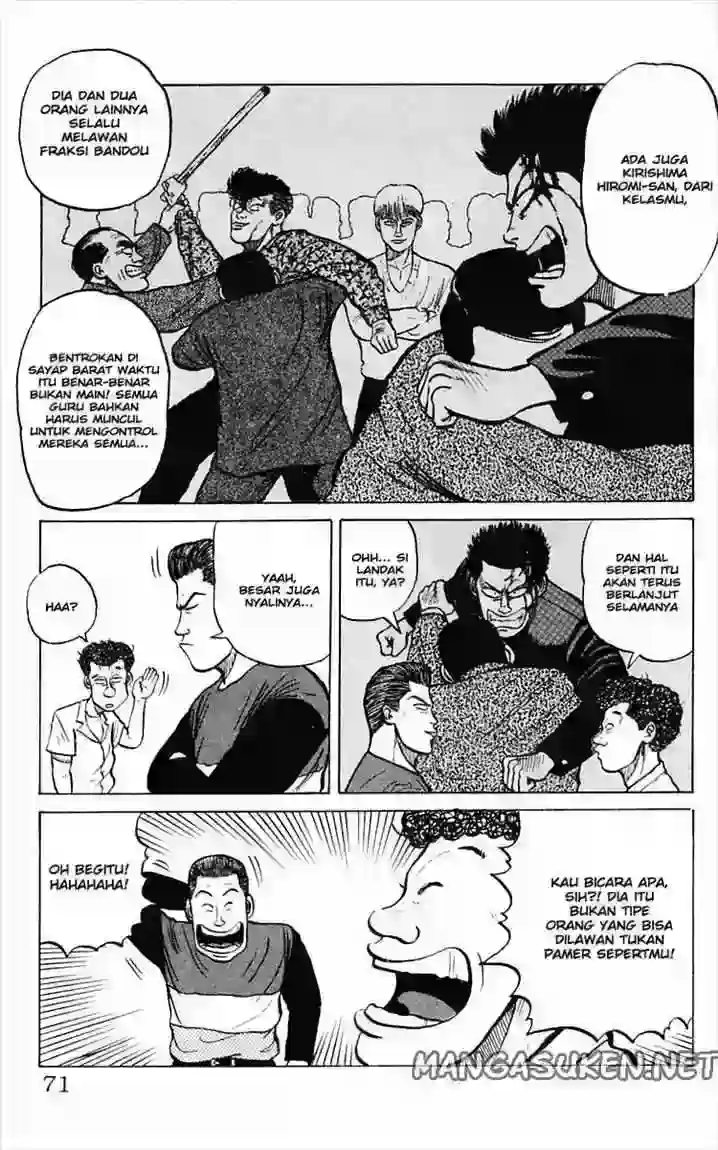 ADA JUGA
KIRISHIMA
HIROMI-SAN, DARI
KELASMU,
DIA DAN DUA
ORANG LAINNYA
SELALU
MELAWAN
FRAKSI BANDOU
BENTROKAN DI
SAYAP BARAT WAKTU
ITU BENAR-BENAR
BUKAN MAIN! SEMUA
GURU BAHKAN
HARUS MUNCUL
UNTUK MENGONTROL
MEREKA SEMUA...
DAN HAL
SEPERTI ITU
AKAN TERUS
BERLANJUT
SELAMANYA
OHH... SI
LANDAK
ITU, YA?
YAAH,
BESAR JUGA
NYALINYA...
HAA?
KAU BICARA APA,
SIH?! DIA ITU
BUKAN TIPE
ORANG YANG BISA
DILAWAN TUKAN
PAMER SEPERTMU!
OH BEGITU!
HAHAHAHA!
71
MANGASUKEN.NET